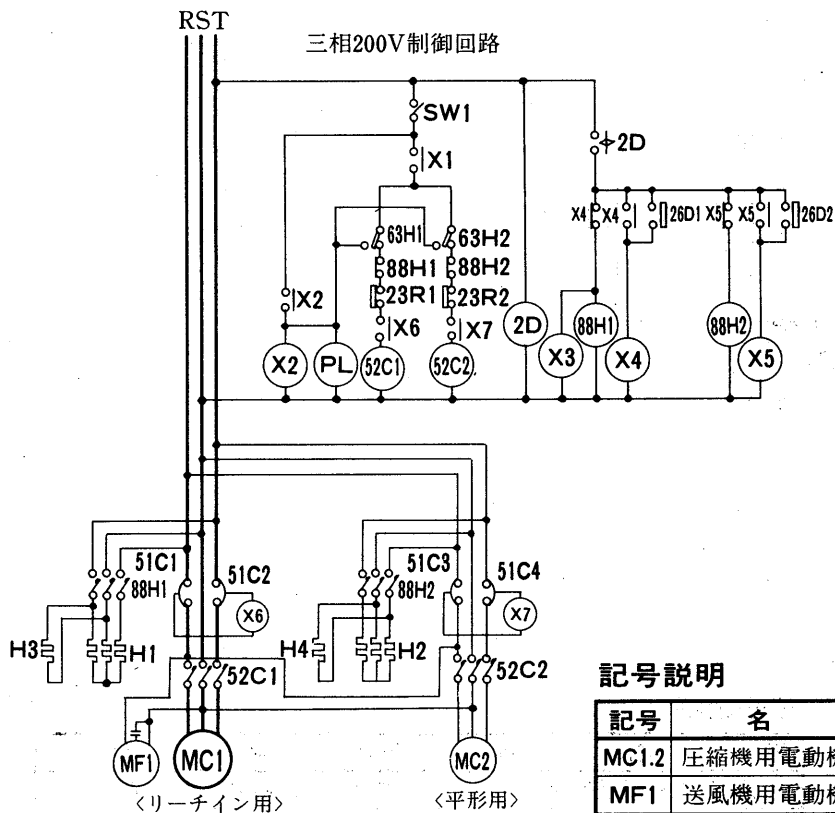 RST
三相200V制御回路
SW1
X1
2D
63H1
63H2
X4
X4
26D1
X5
X5
26D2
88H1
88H2
23R1
23R2
X2
X6
X7
X2
PL
52C1
52C2
2D
X3
88H1
X4
88H2
X5
51C1
51C2
51C3
51C4
88H1
88H2
X6
X7
H3
H1
H4
H2
52C1
52C2
MF1
MC1
MC2
〈リーチイン用〉
〈平形用〉
記号説明
記号 名
MC1.2 圧縮機用電動機
MF1 送風機用電動機